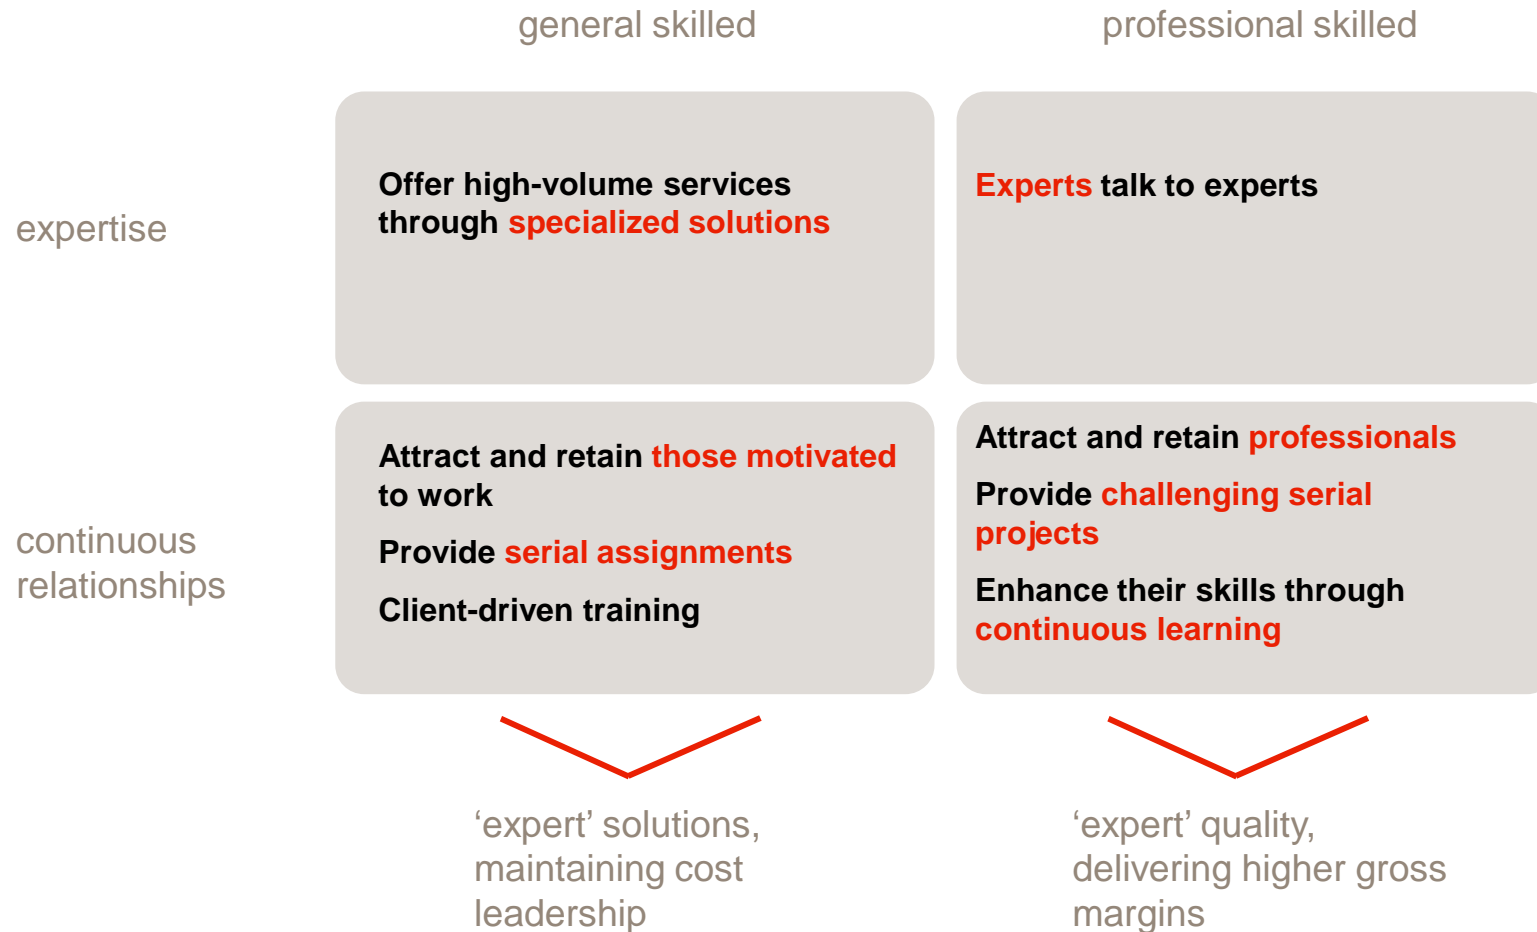 general skilled
professional skilled
expertise
Offer high-volume services
through specialized solutions
Experts talk to experts
continuous
relationships
Attract and retain those motivated
to work
Provide serial assignments
Client-driven training
Attract and retain professionals
Provide challenging serial
projects
Enhance their skills through
continuous learning
‘expert’ solutions,
maintaining cost
leadership
‘expert’ quality,
delivering higher gross
margins